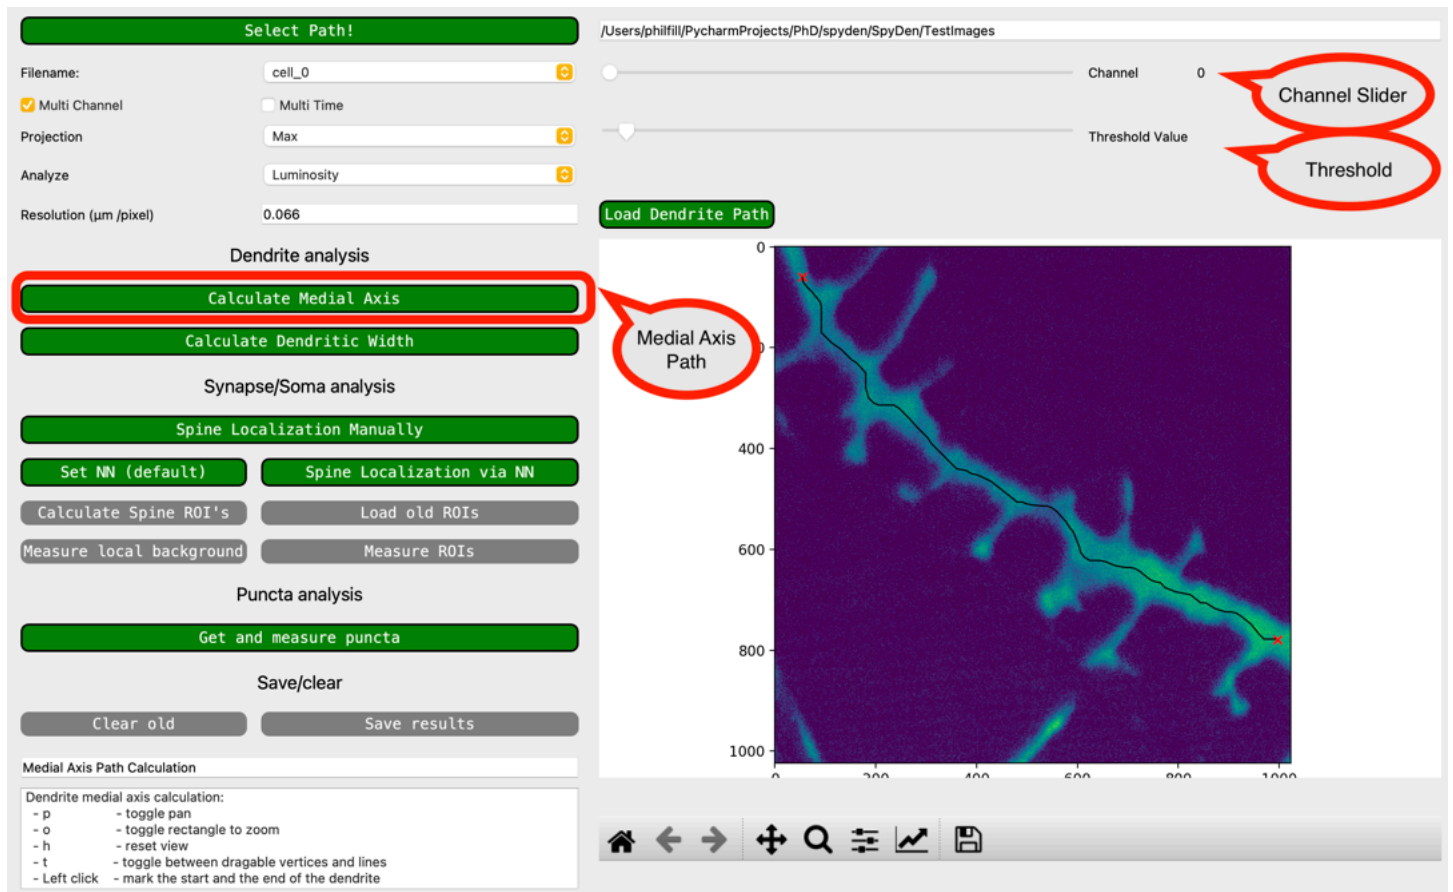 Select Path!
/Users/philfill/PycharmProjects/PhD/spyden/SpyDen/TestImages
Filename:
cell_0
Channel
0
Channel Slider
Multi Channel
Multi Time
Projection
Max
Threshold Value
Threshold
Analyze
Luminosity
Resolution (µm /pixel)
0.066
Load Dendrite Path
Dendrite analysis
Calculate Medial Axis
Calculate Dendritic Width
Medial Axis
Path
Synapse/Soma analysis
Spine Localization Manually
Set NN (default)
Spine Localization via NN
Calculate Spine ROI's
Load old ROIs
Measure local background
Measure ROIs
Puncta analysis
Get and measure puncta
Save/clear
Clear old
Save results
Medial Axis Path Calculation
Dendrite medial axis calculation:
- p - toggle pan
- o - toggle rectangle to zoom
- h - reset view
- t - toggle between dragable vertices and lines
- Left click - mark the start and the end of the dendrite
0
400
600
800
1000
0 200 400 600 800 1000